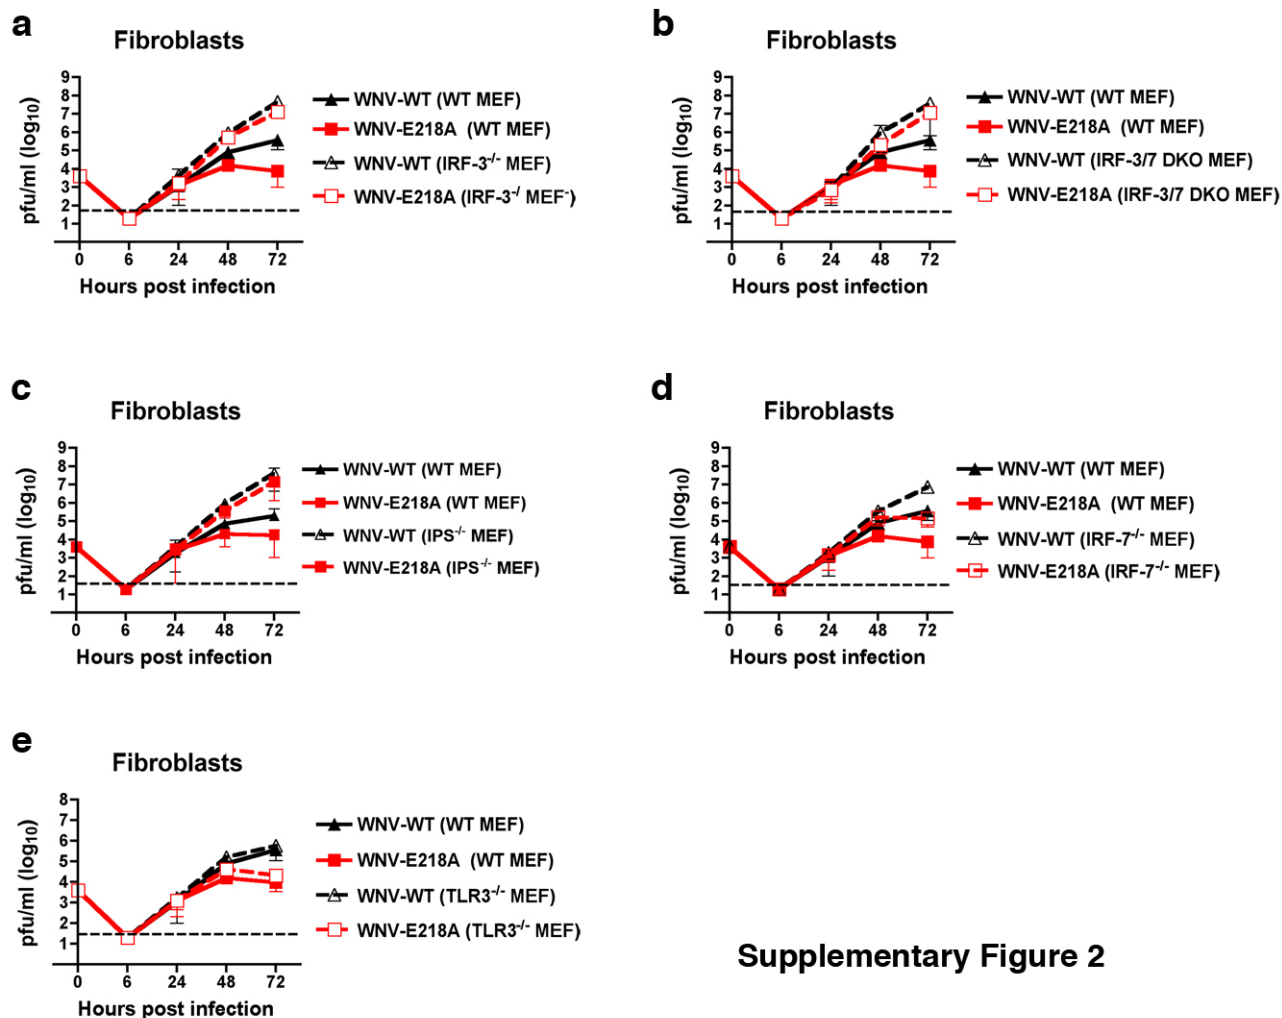 a
Fibroblasts
pfu/ml (log10)
9
8
7
6
5
4
3
2
1
0 6 24 48 72
Hours post infection
WNV-WT (WT MEF)
WNV-E218A (WT MEF)
WNV-WT (IRF-3-/- MEF)
WNV-E218A (IRF-3-/ MEF-)
b
Fibroblasts
pfu/ml (log10)
9
8
7
6
5
4
3
2
1
0 6 24 48 72
Hours post infection
WNV-WT (WT MEF)
WNV-E218A (WT MEF)
WNV-WT (IRF-3/7 DKO MEF)
WNV-E218A (IRF-3/7 DKO MEF)
c
Fibroblasts
pfu/ml (log10)
9
8
7
6
5
4
3
2
1
0 6 24 48 72
Hours post infection
WNV-WT (WT MEF)
WNV-E218A (WT MEF)
WNV-WT (IPS-/- MEF)
WNV-E218A (IPS-/- MEF)
d
Fibroblasts
pfu/ml (log10)
9
8
7
6
5
4
3
2
1
0 6 24 48 72
Hours post infection
WNV-WT (WT MEF)
WNV-E218A (WT MEF)
WNV-WT (IRF-7-/- MEF)
WNV-E218A (IRF-7-/- MEF)
e
Fibroblasts
pfu/ml (log10)
8
7
6
5
4
3
2
1
0 6 24 48 72
Hours post infection
WNV-WT (WT MEF)
WNV-E218A (WT MEF)
WNV-WT (TLR3-/- MEF)
WNV-E218A (TLR3-/- MEF)
Supplementary Figure 2